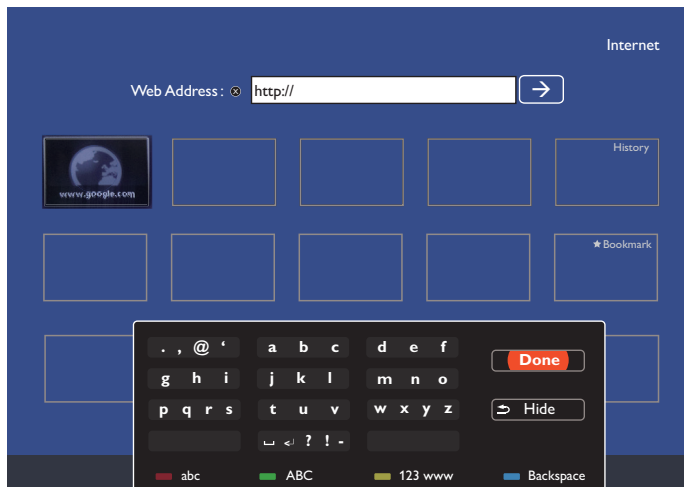 Internet
Web Address : ⊗ http:// →
www.google.com
History
★ Bookmark
. , @ ‘ a b c d e f
Done
g h i j k l m n o
p q r s t u v w x y z
Hide
␣ ↲ ? ! -
abc ABC 123 www Backspace